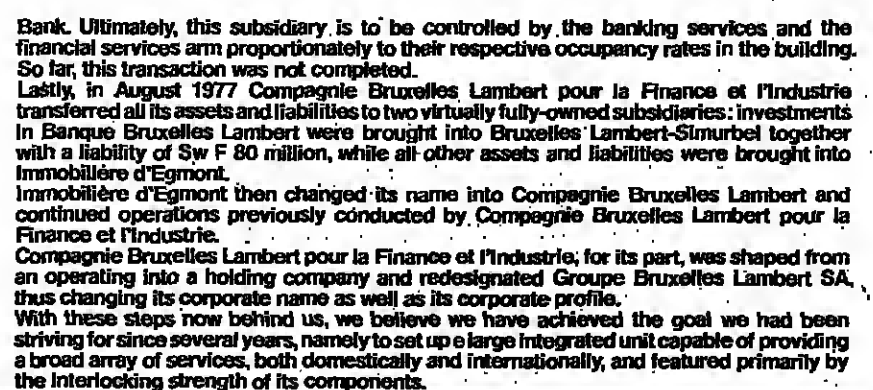 Bank. Ultimately, this subsidiary is to be controlled by the banking services and the
financial services arm proportionately to their respective occupancy rates in the building.
So far, this transaction was not completed.
Lastly, in August 1977 Compagnie Bruxelles Lambert pour la Finance et l'Industrie
transferred all its assets and liabilities to two virtually fully-owned subsidiaries: investments
in Banque Bruxelles Lambert were brought into Bruxelles Lambert-Simurbel together
with a liability of Sw F 80 million, while all other assets and liabilities were brought into
Immobilière d'Egmont.
Immobilière d'Egmont then changed its name into Compagnie Bruxelles Lambert and
continued operations previously conducted by Compagnie Bruxelles Lambert pour la
Finance et l'Industrie.
Compagnie Bruxelles Lambert pour la Finance et l'Industrie, for its part, was shaped from
an operating into a holding company and redesignated Groupe Bruxelles Lambert SA,
thus changing its corporate name as well as its corporate profile.
With these steps now behind us, we believe we have achieved the goal we had been
striving for since several years, namely to set up a large integrated unit capable of providing
a broad array of services, both domestically and internationally, and featured primarily by
the interlocking strength of its components.